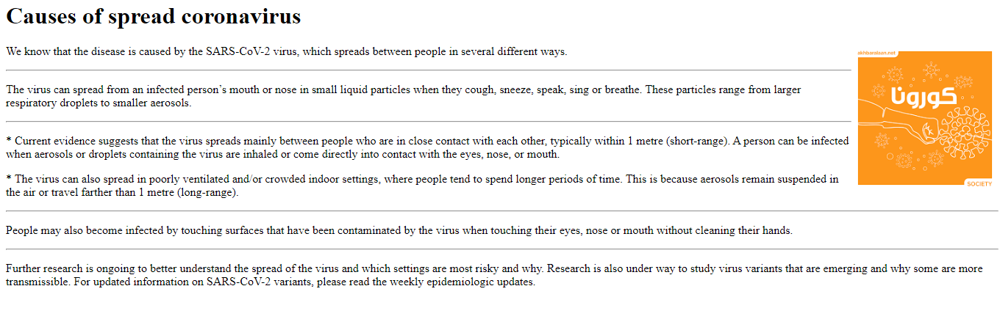 Causes of spread coronavirus
We know that the disease is caused by the SARS-CoV-2 virus, which spreads between people in several different ways.
akhbaralaan.net
The virus can spread from an infected person’s mouth or nose in small liquid particles when they cough, sneeze, speak, sing or breathe. These particles range from larger
respiratory droplets to smaller aerosols.
كورونا
* Current evidence suggests that the virus spreads mainly between people who are in close contact with each other, typically within 1 metre (short-range). A person can be infected
when aerosols or droplets containing the virus are inhaled or come directly into contact with the eyes, nose, or mouth.
* The virus can also spread in poorly ventilated and/or crowded indoor settings, where people tend to spend longer periods of time. This is because aerosols remain suspended in
the air or travel farther than 1 metre (long-range).
SOCIETY
People may also become infected by touching surfaces that have been contaminated by the virus when touching their eyes, nose or mouth without cleaning their hands.
Further research is ongoing to better understand the spread of the virus and which settings are most risky and why. Research is also under way to study virus variants that are emerging and why some are more
transmissible. For updated information on SARS-CoV-2 variants, please read the weekly epidemiologic updates.